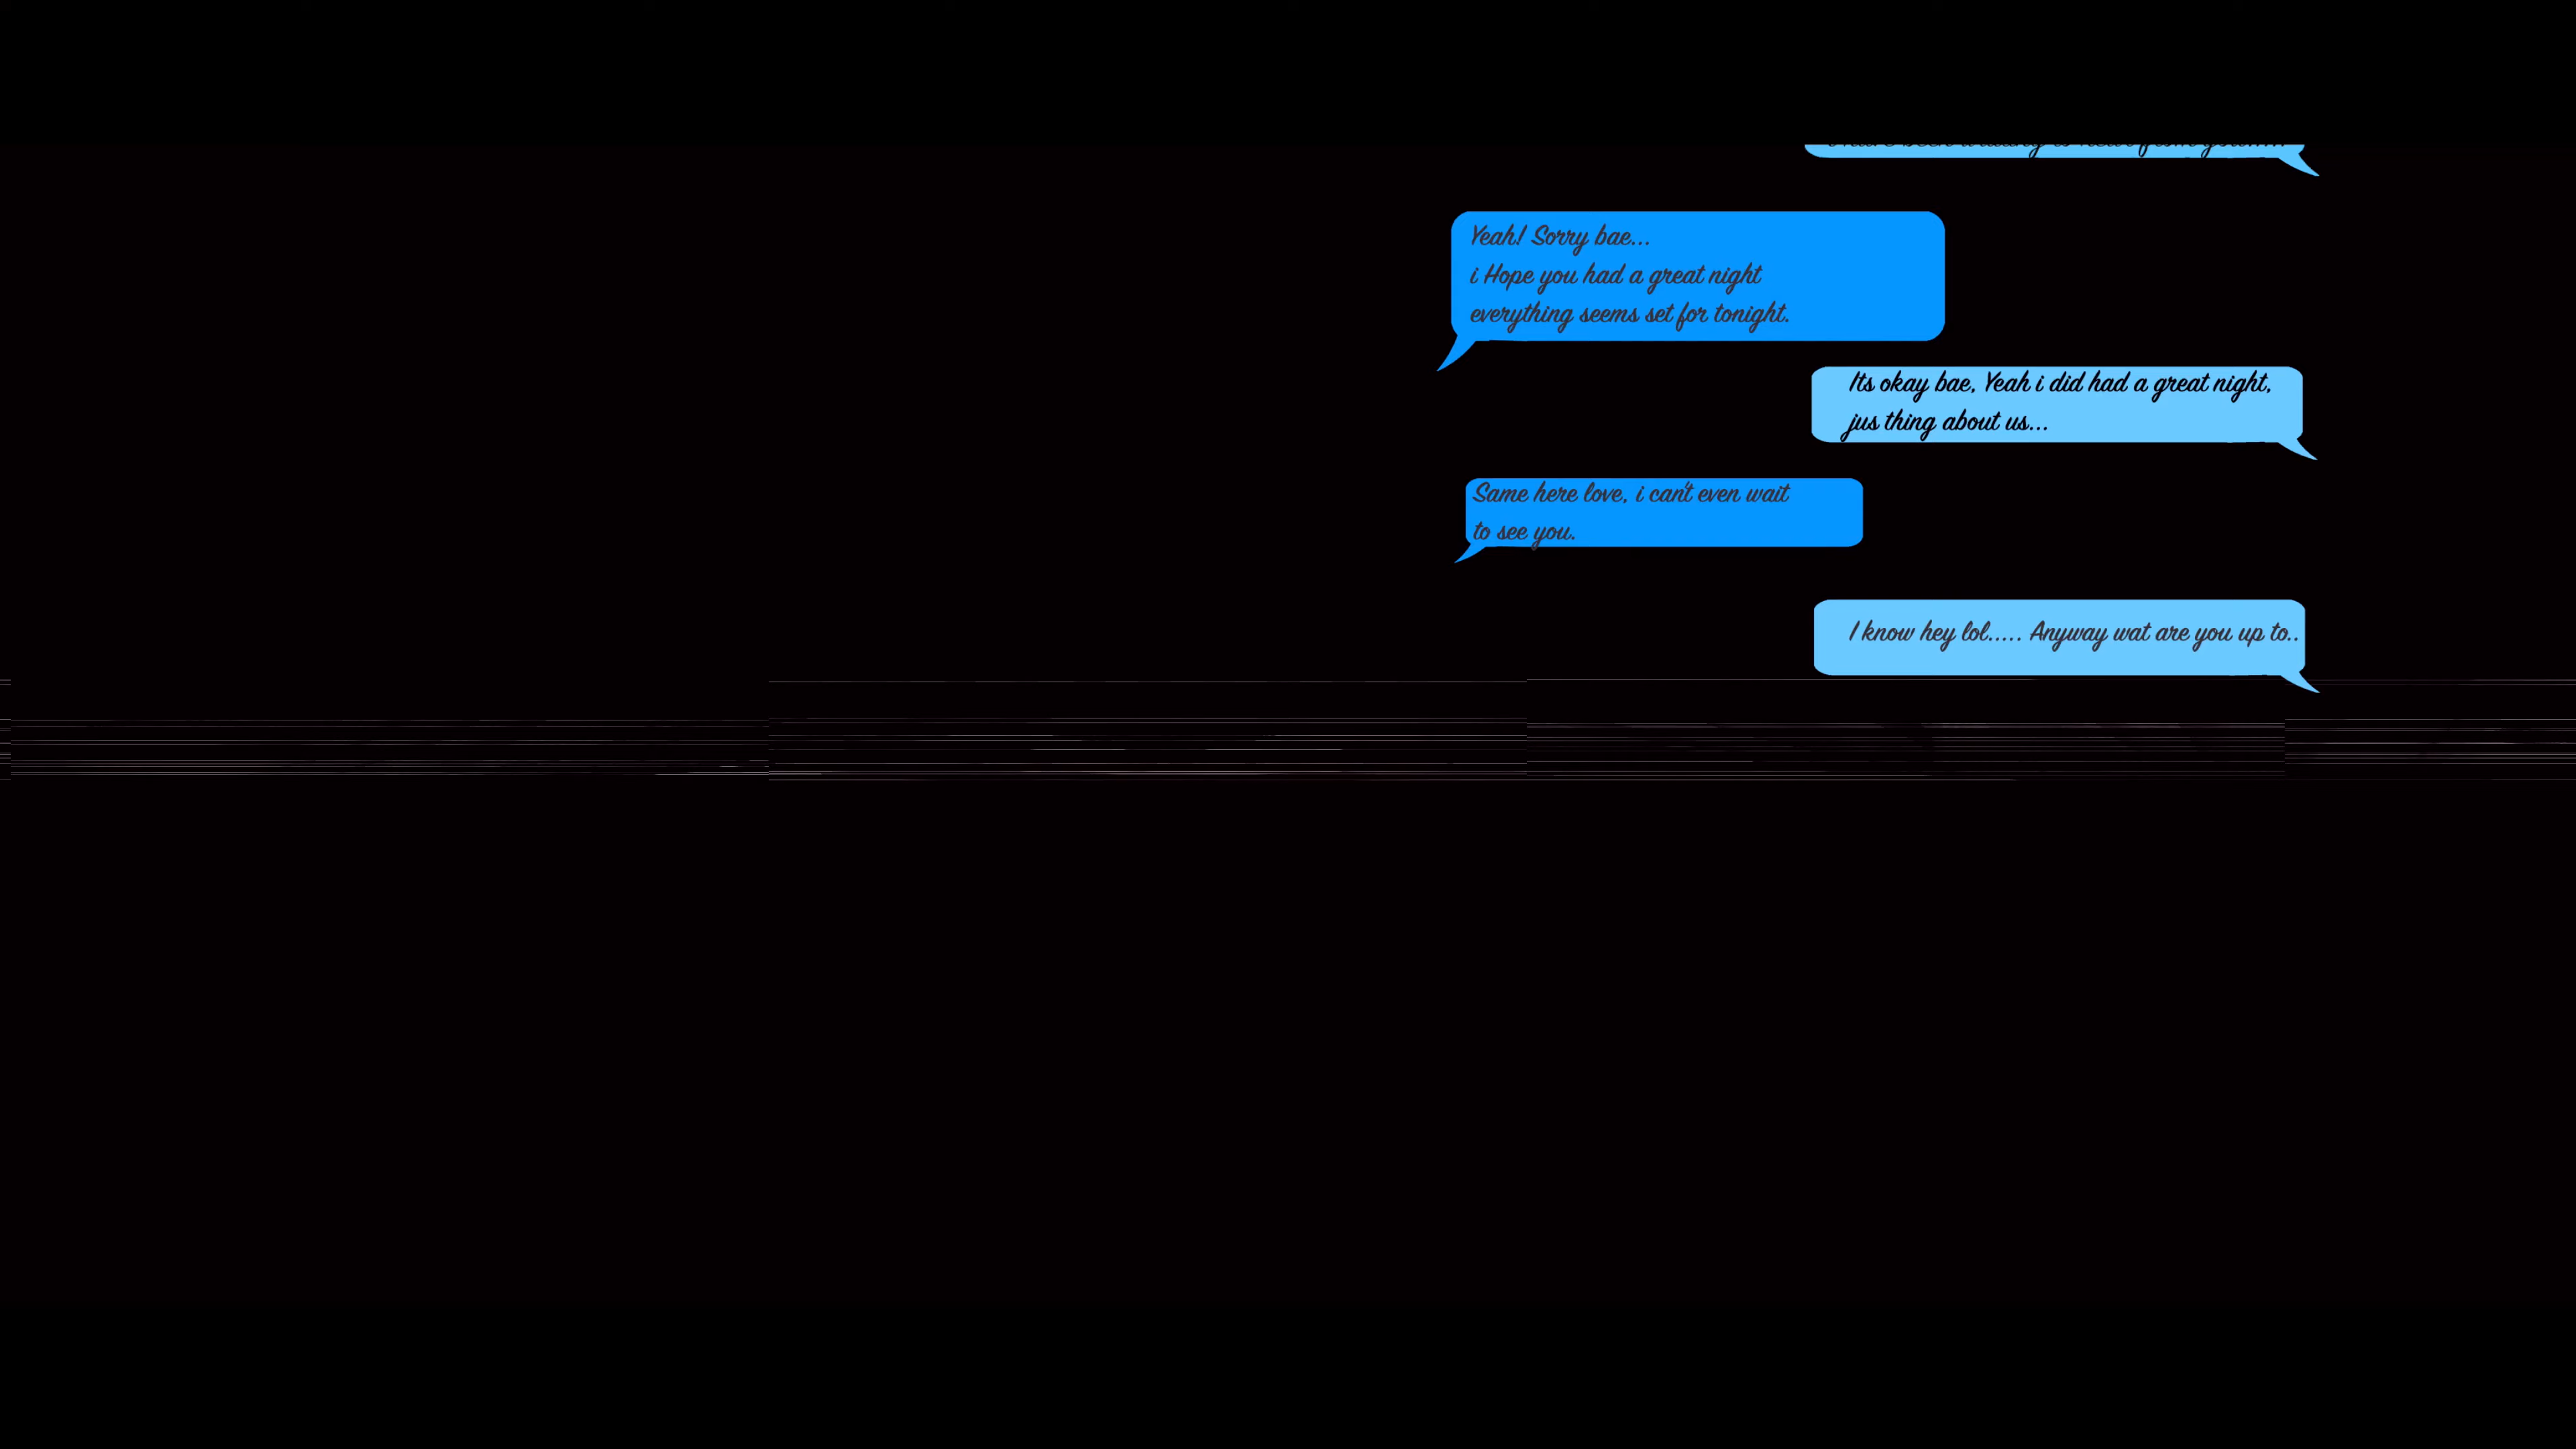 Yeah! Sorry bae...
i Hope you had a great night
everything seems set for tonight.
Its okay bae, Yeah i did had a great night,
jus thing about us...
Same here love, i can't even wait
to see you.
I know hey lol..... Anyway wat are you up to..